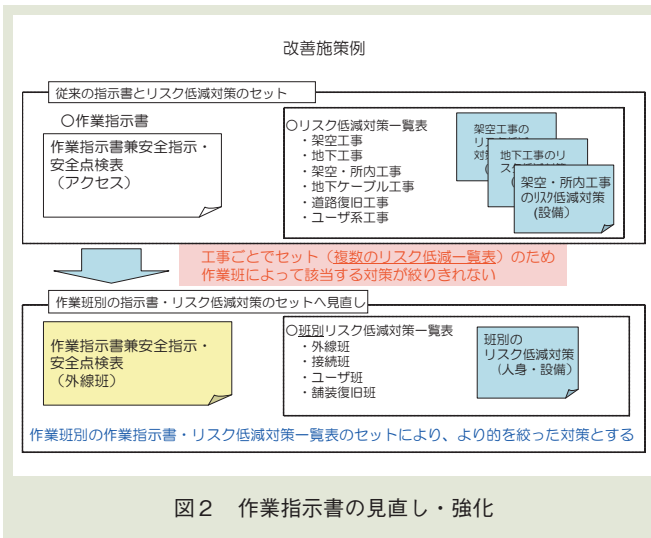 改善施策例
従来の指示書とリスク低減対策のセット
○作業指示書
作業指示書兼安全指示・
安全点検表
（アクセス）
○リスク低減対策一覧表
・架空工事
・地下工事
・架空・所内工事
・地下ケーブル工事
・道路復旧工事
・ユーザ系工事
架空工事の
地下工事のリ
架空・所内工事
のリスク低減対策
(設備）
工事ごとでセット（複数のリスク低減一覧表）のため
作業班によって該当する対策が絞りきれない
作業班別の指示書・リスク低減対策のセットへ見直し
作業指示書兼安全指示・
安全点検表
（外線班）
○班別リスク低減対策一覧表
・外線班
・接続班
・ユーザ班
・舗装復旧班
班別の
リスク低減対策
（人身・設備）
作業班別の作業指示書・リスク低減対策一覧表のセットにより、より的を絞った対策とする
図２　作業指示書の見直し・強化